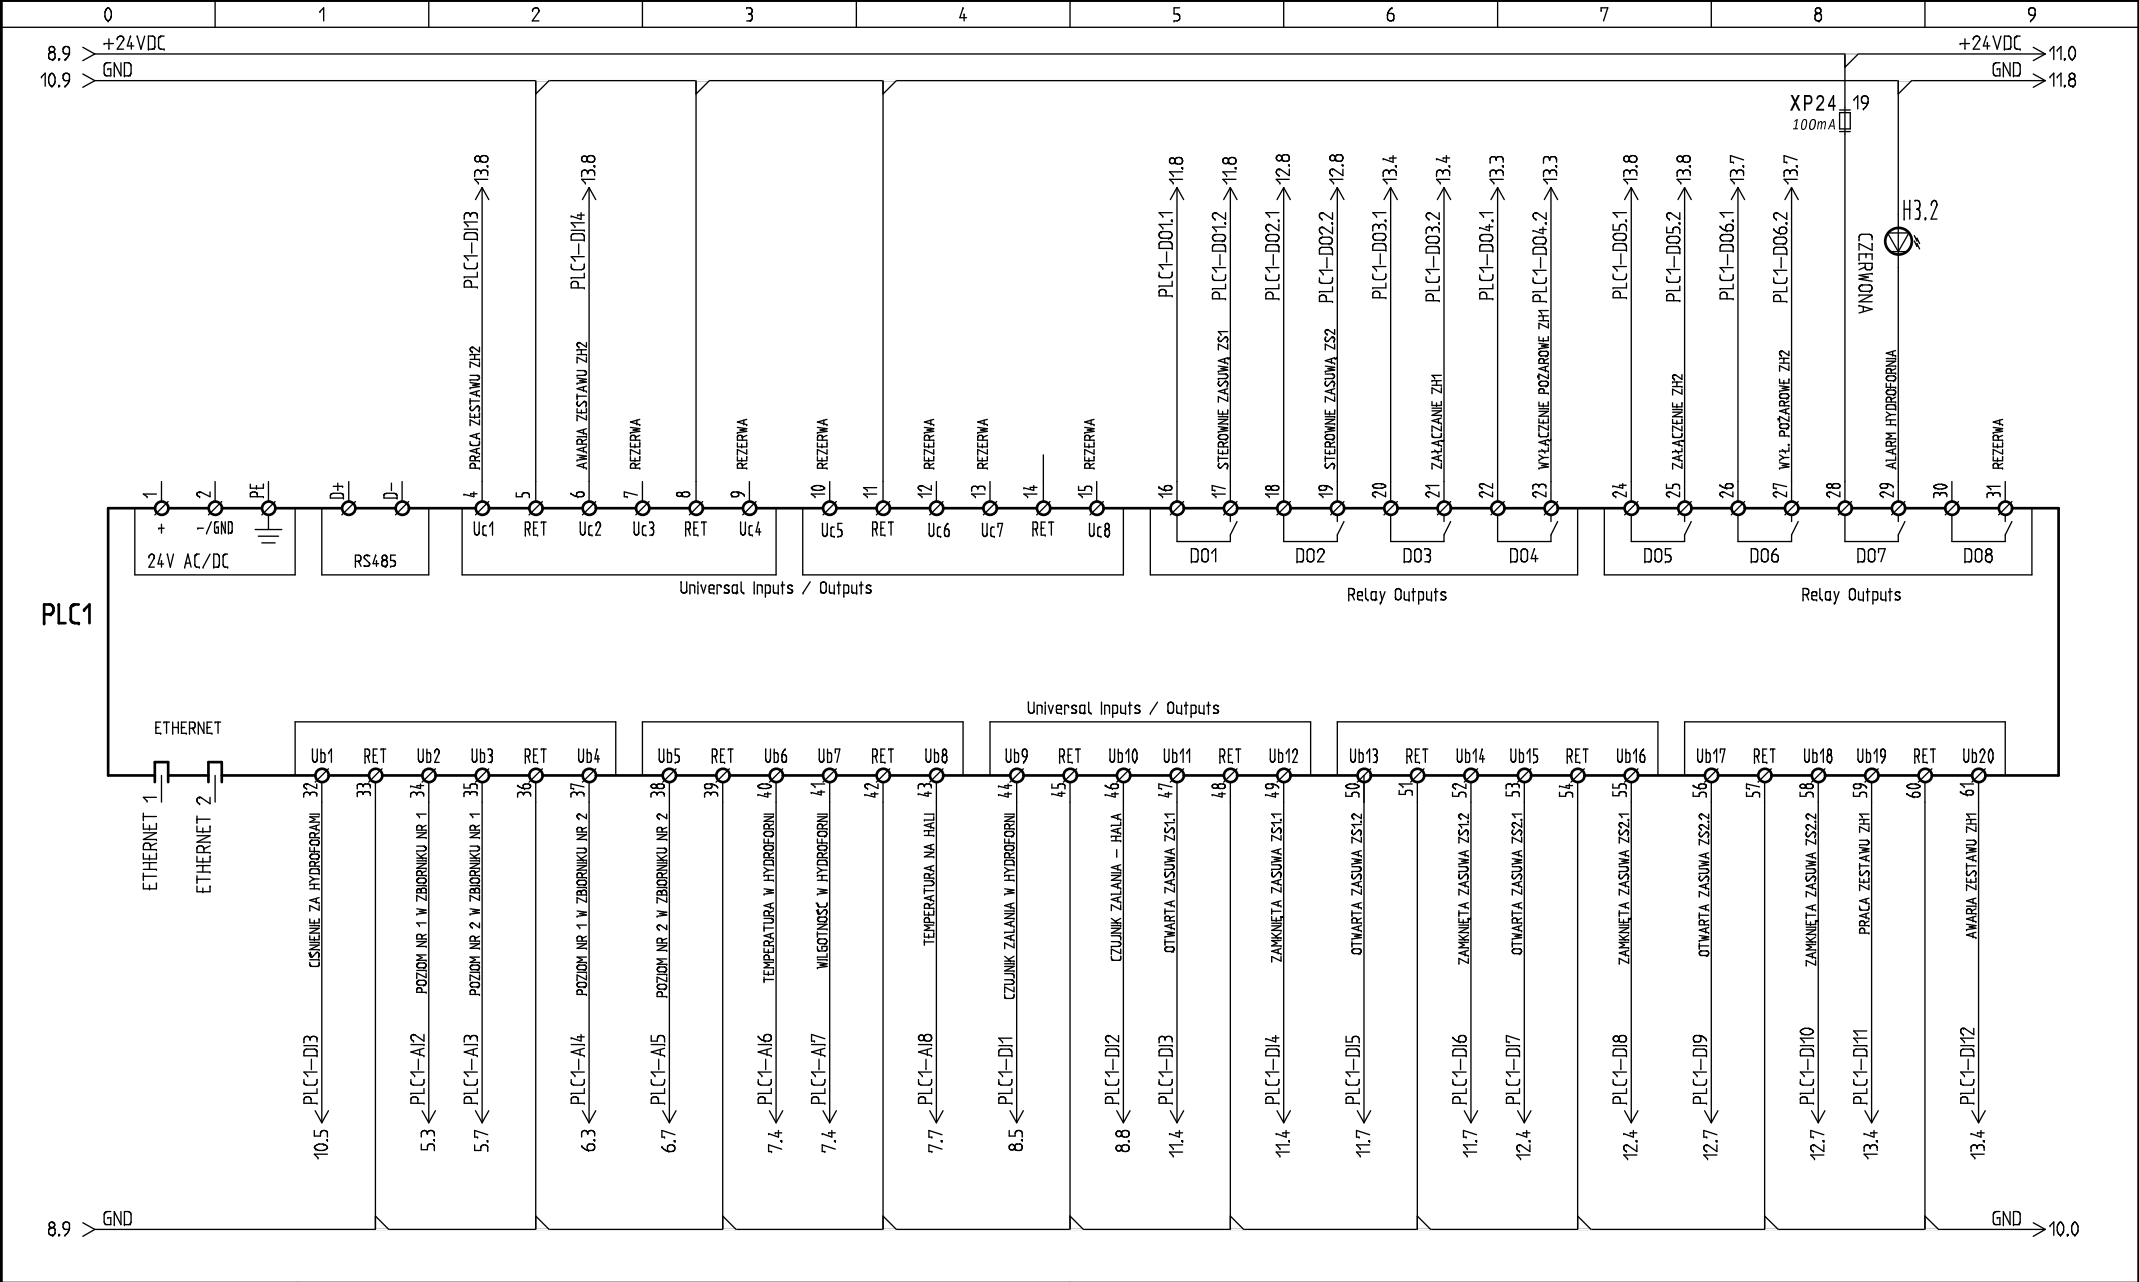 0 1 2 3 4 5 6 7 8 9
8.9 +24VDC +24VDC 11.0
10.9 GND GND 11.8
XP24 19
100mA
13.8 13.8 11.8 11.8 12.8 12.8 13.4 13.4 13.3 13.3 13.8 13.8 13.7 13.7
PLC1-DI13
PLC1-DI14
PLC1-DO1.1
PLC1-DO1.2
PLC1-DO2.1
PLC1-DO2.2
PLC1-DO3.1
PLC1-DO3.2
PLC1-DO4.1
PLC1-DO4.2
PLC1-DO5.1
PLC1-DO5.2
PLC1-DO6.1
PLC1-DO6.2
H3.2
CZERWONA
PRACA ZESTAWU ZH2
AWARIA ZESTAWU ZH2
REZERWA
REZERWA
REZERWA
REZERWA
REZERWA
REZERWA
STEROWNIE ZASUWĄ ZS1
STEROWNIE ZASUWĄ ZS2
ZAŁĄCZANIE ZH1
WYŁĄCZENIE POŻAROWE ZH1
ZAŁĄCZENIE ZH2
WYŁ. POŻAROWE ZH2
ALARM HYDROFORNIA
REZERWA
1 2 PE D+ D- 4 5 6 7 8 9 10 11 12 13 14 15 16 17 18 19 20 21 22 23 24 25 26 27 28 29 30 31
+ -/GND Uc1 RET Uc2 Uc3 RET Uc4 Uc5 RET Uc6 Uc7 RET Uc8
24V AC/DC RS485 DO1 DO2 DO3 DO4 DO5 DO6 DO7 DO8
Universal Inputs / Outputs Relay Outputs Relay Outputs
PLC1
Universal Inputs / Outputs
ETHERNET
Ub1 RET Ub2 Ub3 RET Ub4 Ub5 RET Ub6 Ub7 RET Ub8 Ub9 RET Ub10 Ub11 RET Ub12 Ub13 RET Ub14 Ub15 RET Ub16 Ub17 RET Ub18 Ub19 RET Ub20
32 33 34 35 36 37 38 39 40 41 42 43 44 45 46 47 48 49 50 51 52 53 54 55 56 57 58 59 60 61
ETHERNET 1
ETHERNET 2
CIŚNIENIE ZA HYDROFORAMI
POZIOM NR 1 W ZBIORNIKU NR 1
POZIOM NR 2 W ZBIORNIKU NR 1
POZIOM NR 1 W ZBIORNIKU NR 2
POZIOM NR 2 W ZBIORNIKU NR 2
TEMPERATURA W HYDROFORNI
WILGOTNOŚĆ W HYDROFORNI
TEMPERATURA NA HALI
CZUJNIK ZALANIA W HYDROFORNI
CZUJNIK ZALANIA - HALA
OTWARTA ZASUWA ZS1.1
ZAMKNIĘTA ZASUWA ZS1.1
OTWARTA ZASUWA ZS1.2
ZAMKNIĘTA ZASUWA ZS1.2
OTWARTA ZASUWA ZS2.1
ZAMKNIĘTA ZASUWA ZS2.1
OTWARTA ZASUWA ZS2.2
ZAMKNIĘTA ZASUWA ZS2.2
PRACA ZESTAWU ZH1
AWARIA ZESTAWU ZH1
PLC1-DI3
PLC1-AI2
PLC1-AI3
PLC1-AI4
PLC1-AI5
PLC1-AI6
PLC1-AI7
PLC1-AI8
PLC1-DI1
PLC1-DI2
PLC1-DI3
PLC1-DI4
PLC1-DI5
PLC1-DI6
PLC1-DI7
PLC1-DI8
PLC1-DI9
PLC1-DI10
PLC1-DI11
PLC1-DI12
10.5 5.3 5.7 6.3 6.7 7.4 7.4 7.7 8.5 8.8 11.4 11.4 11.7 11.7 12.4 12.4 12.7 12.7 13.4 13.4
8.9 GND GND 10.0